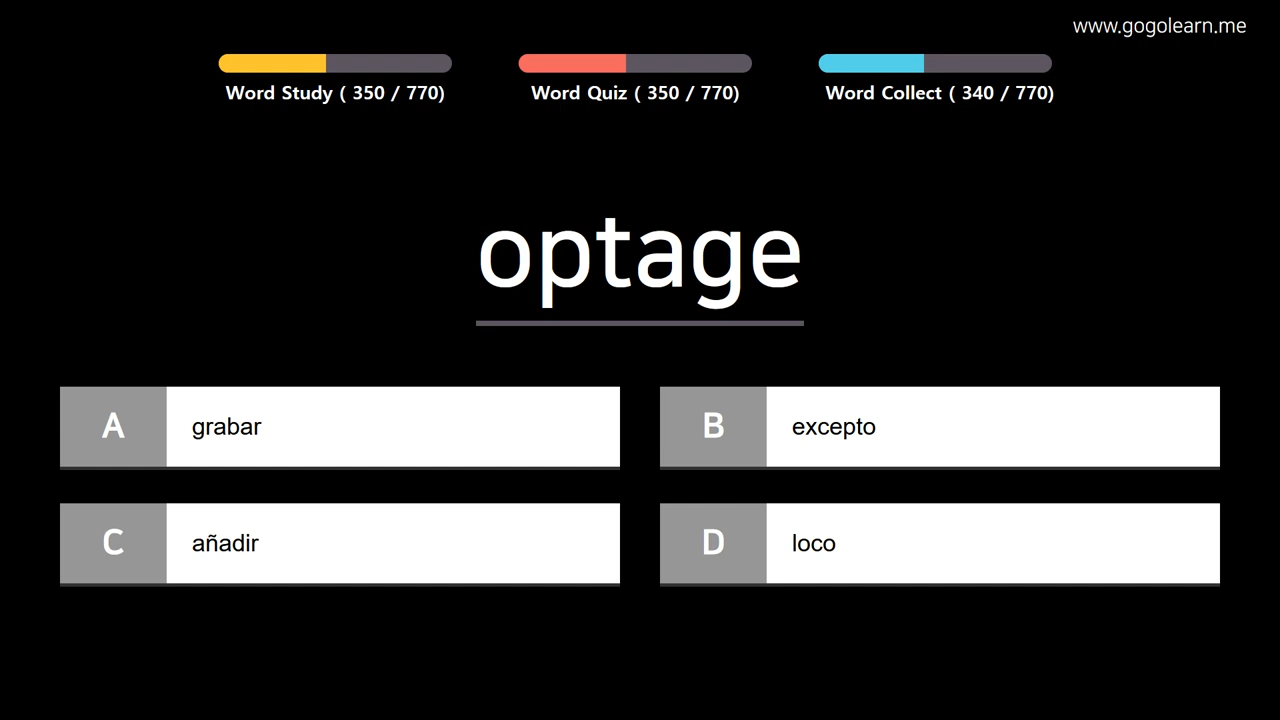 www.gogolearn.me
Word Study ( 350 / 770)
Word Quiz ( 350 / 770)
Word Collect ( 340 / 770)
optage
A grabar
B excepto
C añadir
D loco